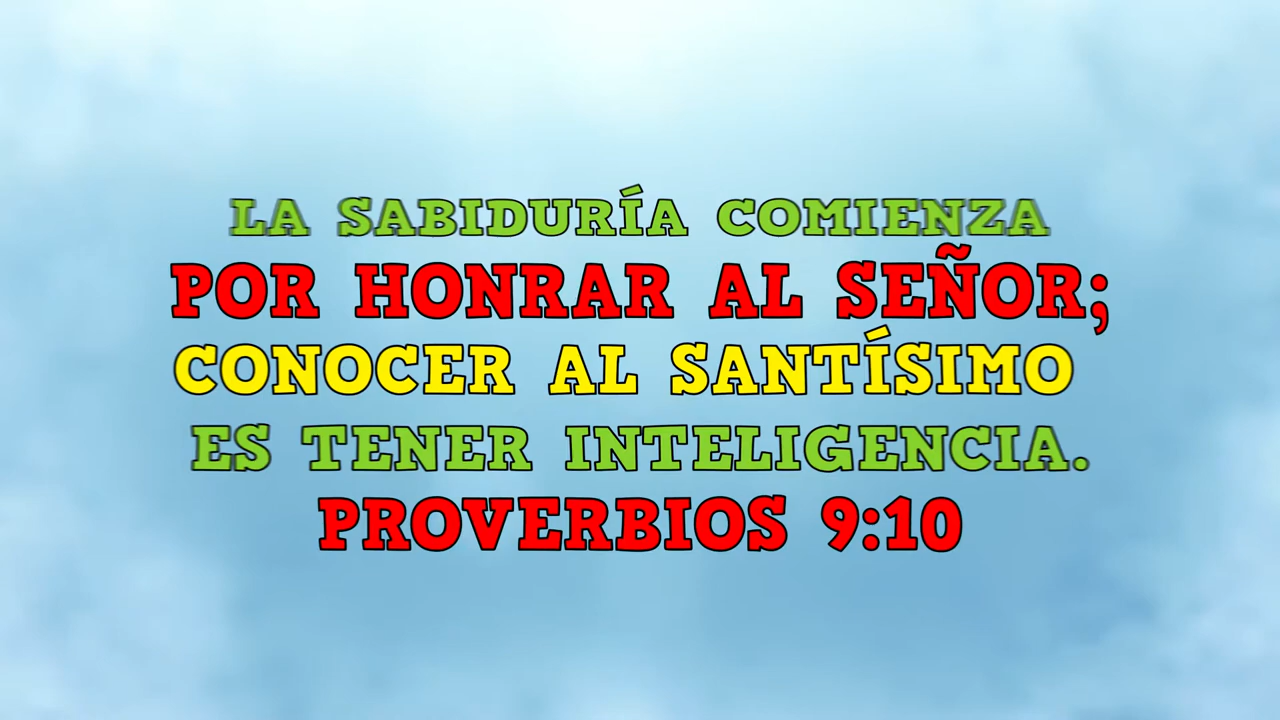 LA SABIDURÍA COMIENZA
POR HONRAR AL SEÑOR;
CONOCER AL SANTÍSIMO
ES TENER INTELIGENCIA.
PROVERBIOS 9:10